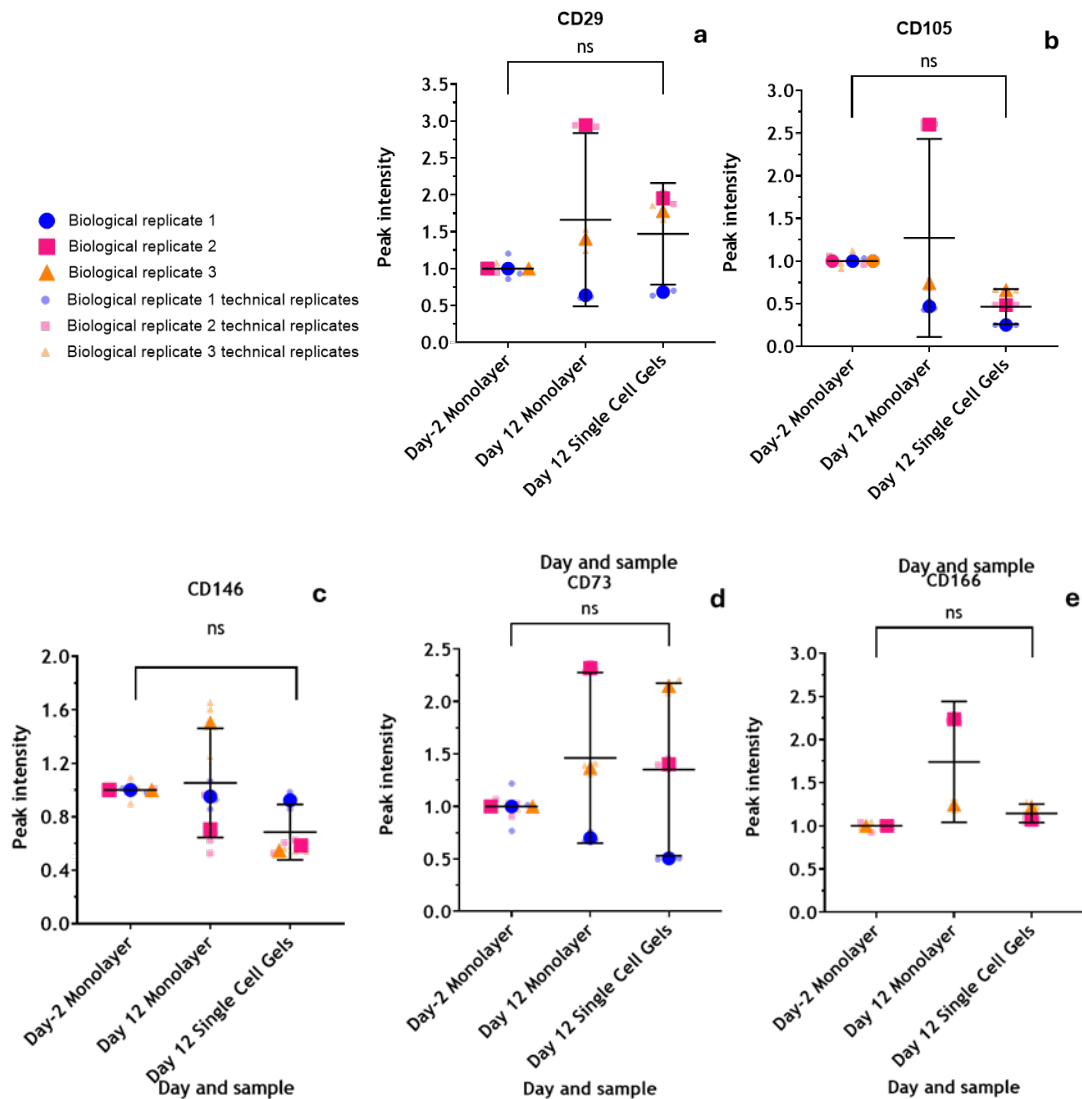 CD29
a
ns
Peak intensity
3.5
3.0
2.5
2.0
1.5
1.0
0.5
0.0
Day-2 Monolayer
Day 12 Monolayer
Day 12 Single Cell Gels
Day and sample
CD105
b
ns
Peak intensity
3.0
2.5
2.0
1.5
1.0
0.5
0.0
Day-2 Monolayer
Day 12 Monolayer
Day 12 Single Cell Gels
Day and sample
Biological replicate 1
Biological replicate 2
Biological replicate 3
Biological replicate 1 technical replicates
Biological replicate 2 technical replicates
Biological replicate 3 technical replicates
CD146
c
ns
Peak intensity
2.0
1.6
1.2
0.8
0.4
0.0
Day-2 Monolayer
Day 12 Monolayer
Day 12 Single Cell Gels
Day and sample
CD73
d
ns
Peak intensity
2.5
2.0
1.5
1.0
0.5
0.0
Day-2 Monolayer
Day 12 Monolayer
Day 12 Single Cell Gels
Day and sample
CD166
e
ns
Peak intensity
3.0
2.5
2.0
1.5
1.0
0.5
0.0
Day-2 Monolayer
Day 12 Monolayer
Day 12 Single Cell Gels
Day and sample